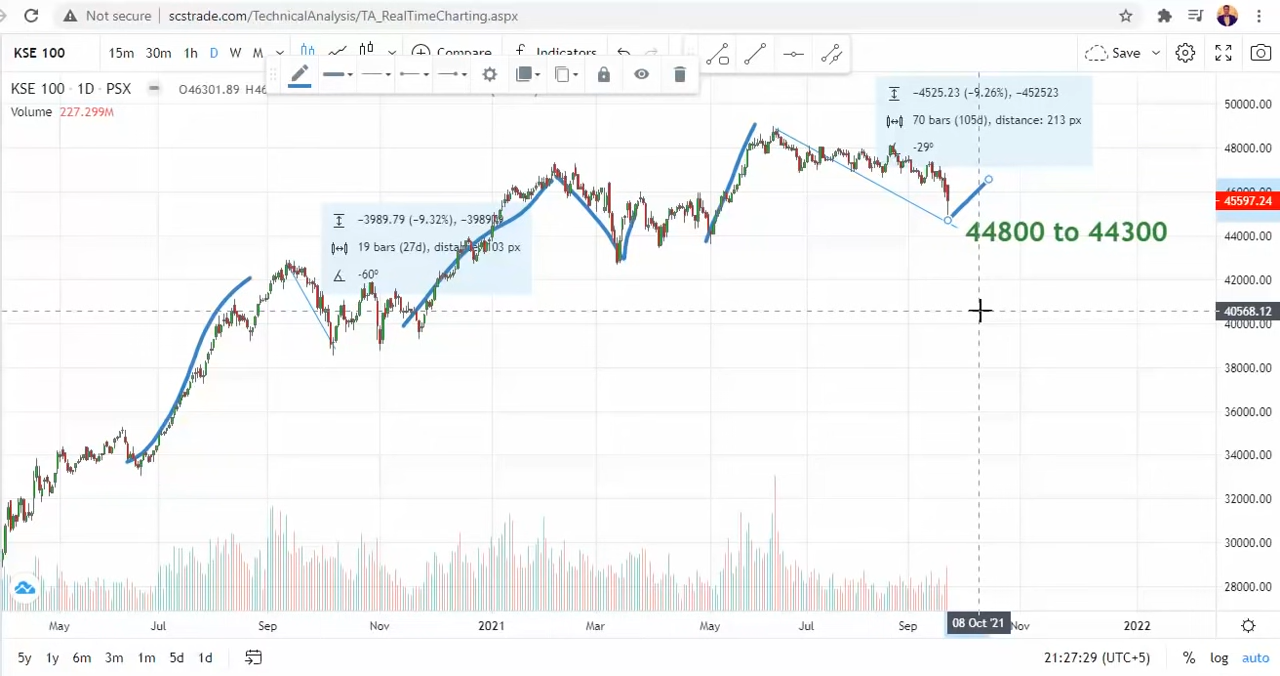 Not secure scstrade.com/TechnicalAnalysis/TA_RealTimeCharting.aspx
KSE 100 15m 30m 1h D W M Compare Indicators Save
KSE 100 · 1D · PSX O46301.89
Volume 227.299M
-4525.23 (-9.26%), -452523
70 bars (105d), distance: 213 px
-29º
-3989.79 (-9.32%),
19 bars (27d), 103 px
-60º
44800 to 44300
50000.00
48000.00
45597.24
44000.00
42000.00
40568.12
40000.00
38000.00
36000.00
34000.00
32000.00
30000.00
28000.00
May Jul Sep Nov 2021 Mar May Jul Sep 08 Oct '21 Nov 2022
5y 1y 6m 3m 1m 5d 1d 21:27:29 (UTC+5) % log auto